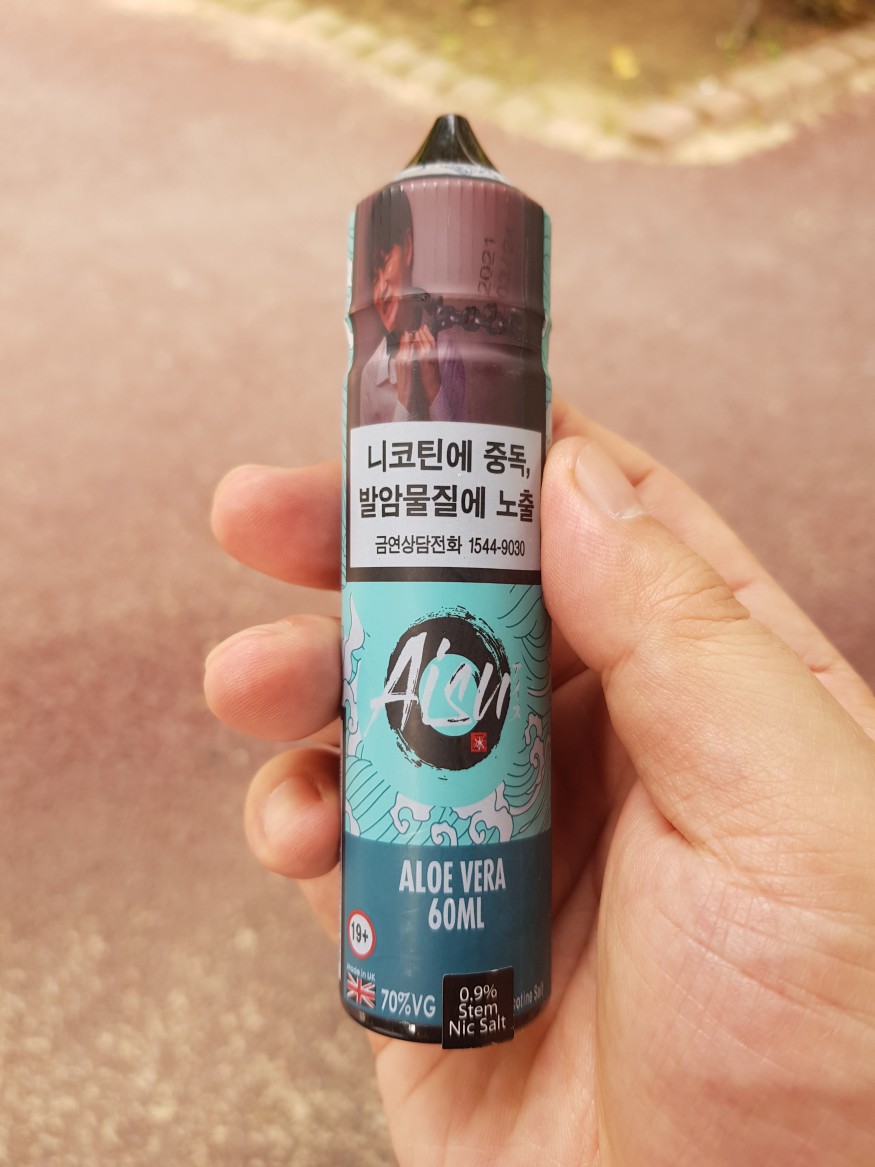 2021
니코틴에 중독,
발암물질에 노출
금연상담전화 1544-9030
Aisu
ALOE VERA
60ML
19+
Made in UK
70%VG
0.9%
Stem
Nic Salt